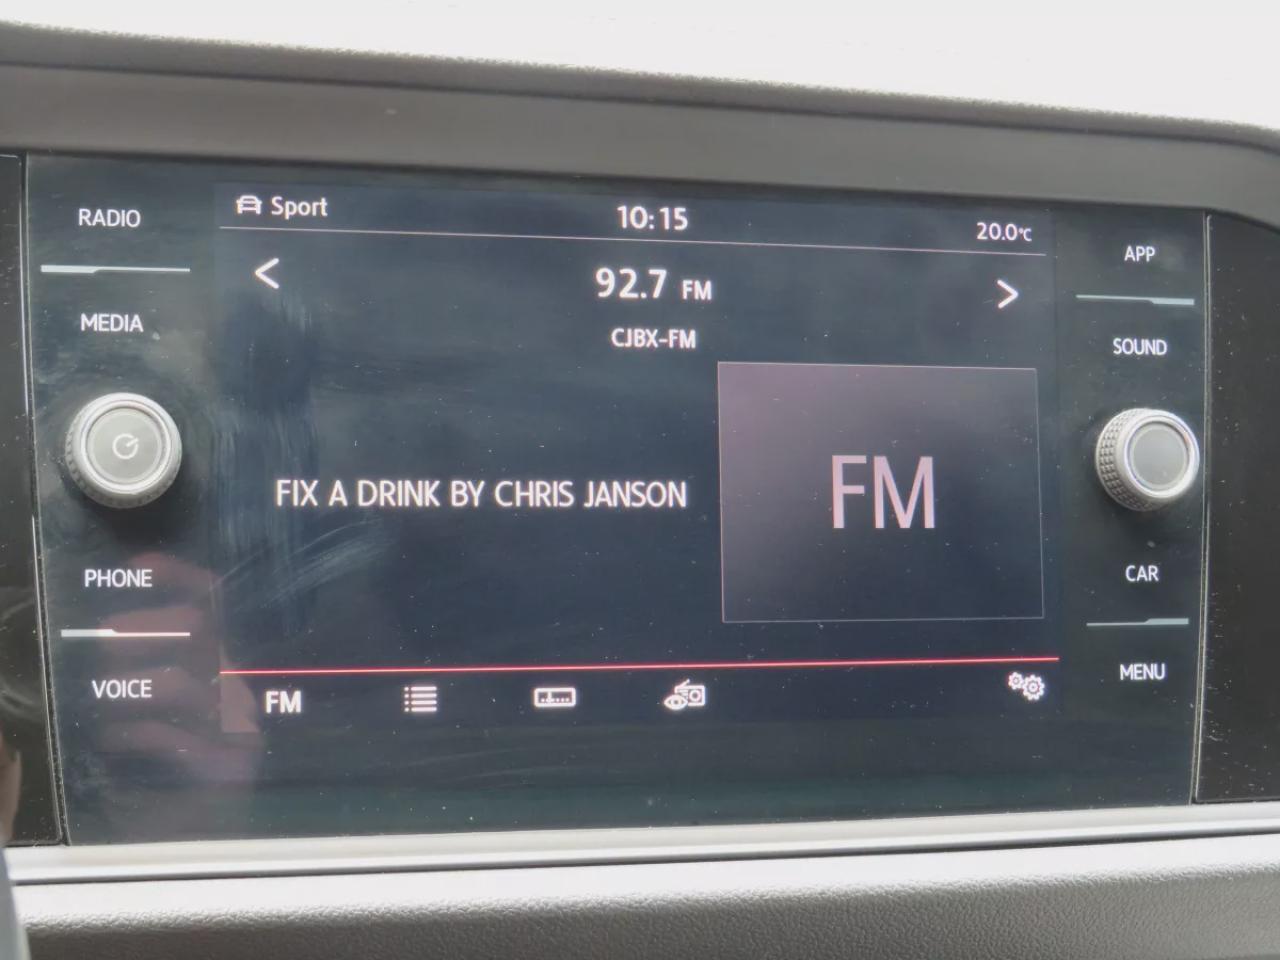 RADIO
MEDIA
PHONE
VOICE
Sport
10:15
20.0°C
92.7 FM
CJBX-FM
FIX A DRINK BY CHRIS JANSON
FM
FM
APP
SOUND
CAR
MENU